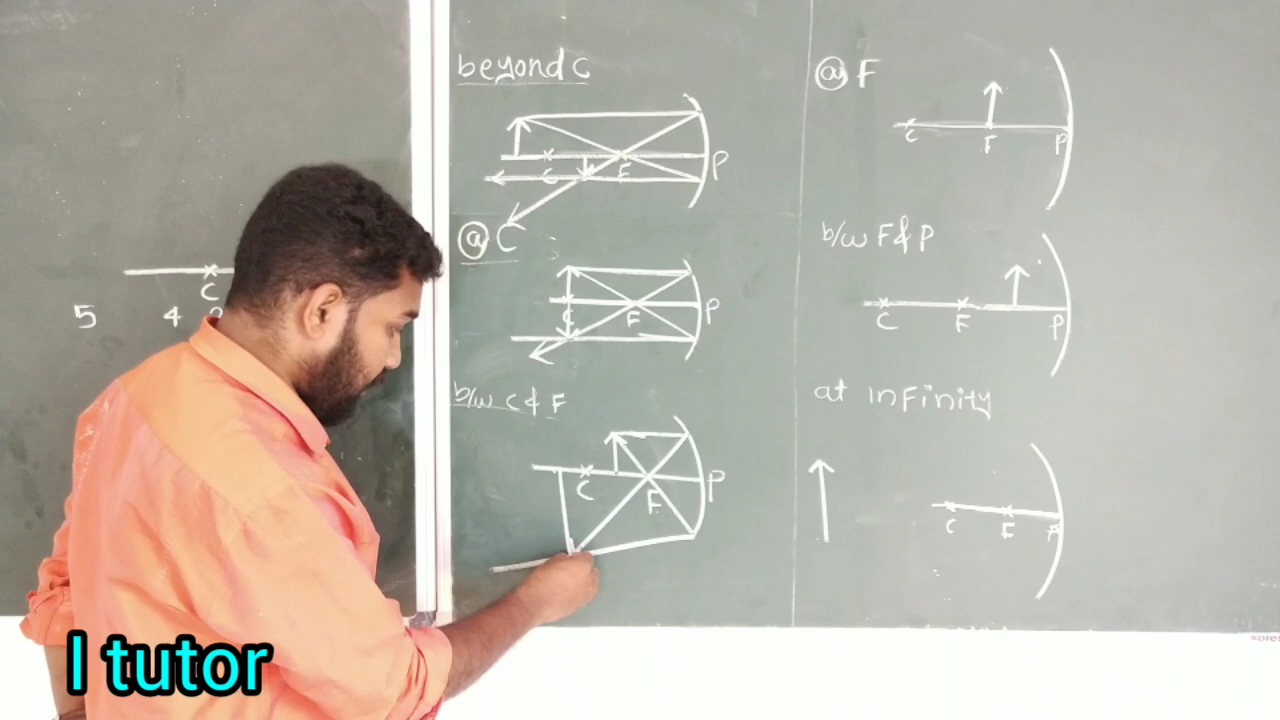 C
5 4
beyond C
C F P
@ C
C F P
b/w C & F
C F P
@ F
C F P
b/w F & P
C F P
at infinity
C F P
I tutor